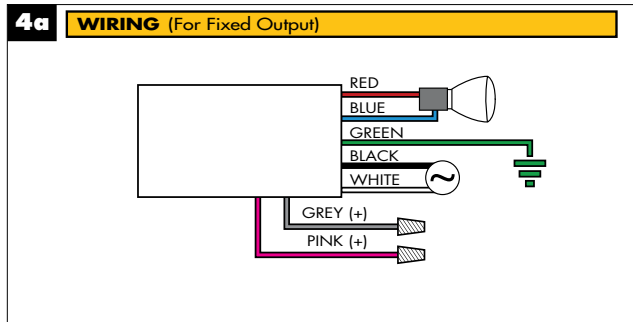 4a WIRING (For Fixed Output)
RED
BLUE
GREEN
BLACK
WHITE
GREY (+)
PINK (+)